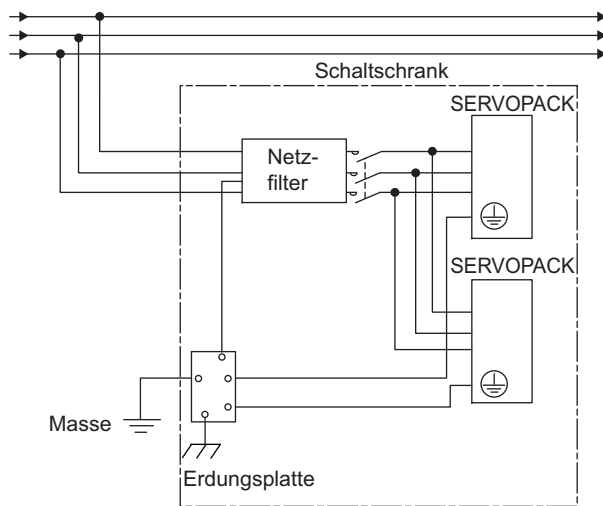 Schaltschrank
SERVOPACK
Netz-
filter
SERVOPACK
Masse
Erdungsplatte